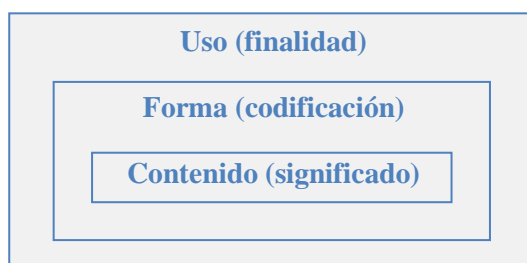 Uso (finalidad)
Forma (codificación)
Contenido (significado)